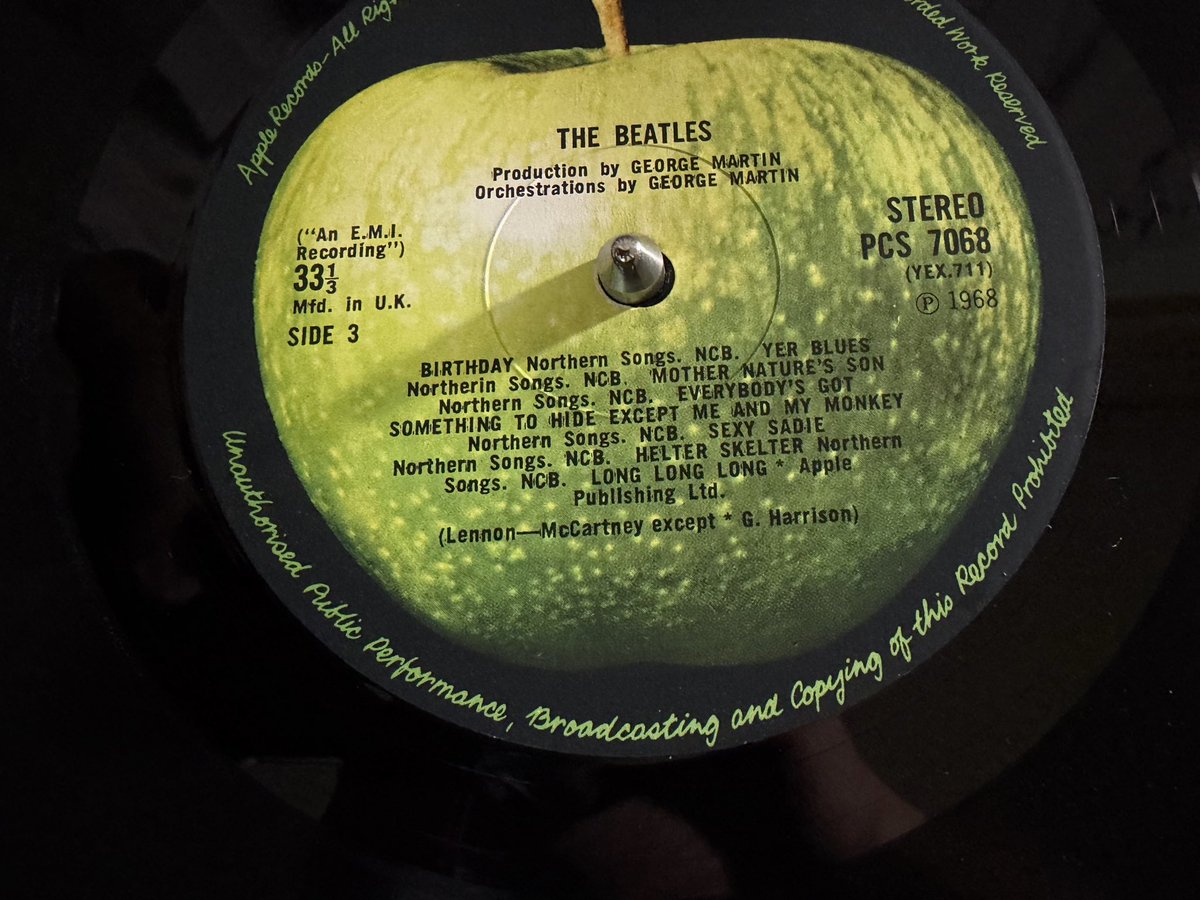 Apple Records-All Rig
rded Work Reserved
THE BEATLES
Production by GEORGE MARTIN
Orchestrations by GEORGE MARTIN
("An E.M.I.
Recording")
33⅓
Mfd. in U.K.
SIDE 3
STEREO
PCS 7068
(YEX.711)
Ⓟ 1968
BIRTHDAY Northern Songs. NCB. YER BLUES
Northerin Songs. NCB. MOTHER NATURE'S SON
Northern Songs. NCB. EVERYBODY'S GOT
SOMETHING TO HIDE EXCEPT ME AND MY MONKEY
Northern Songs. NCB. SEXY SADIE
Northern Songs. NCB. HELTER SKELTER Northern
Songs. NCB. LONG LONG LONG * Apple
Publishing Ltd.
(Lennon—McCartney except * G. Harrison)
Unauthorised Public Performance, Broadcasting and Copying of this Record Prohibited